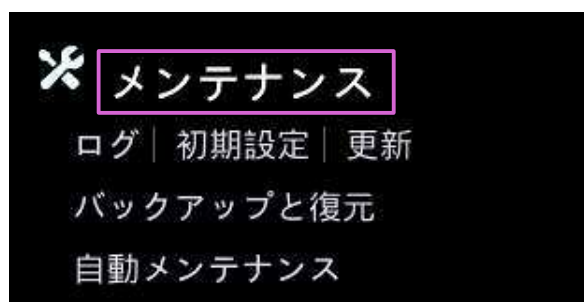 メンテナンス
ログ│初期設定│更新
バックアップと復元
自動メンテナンス